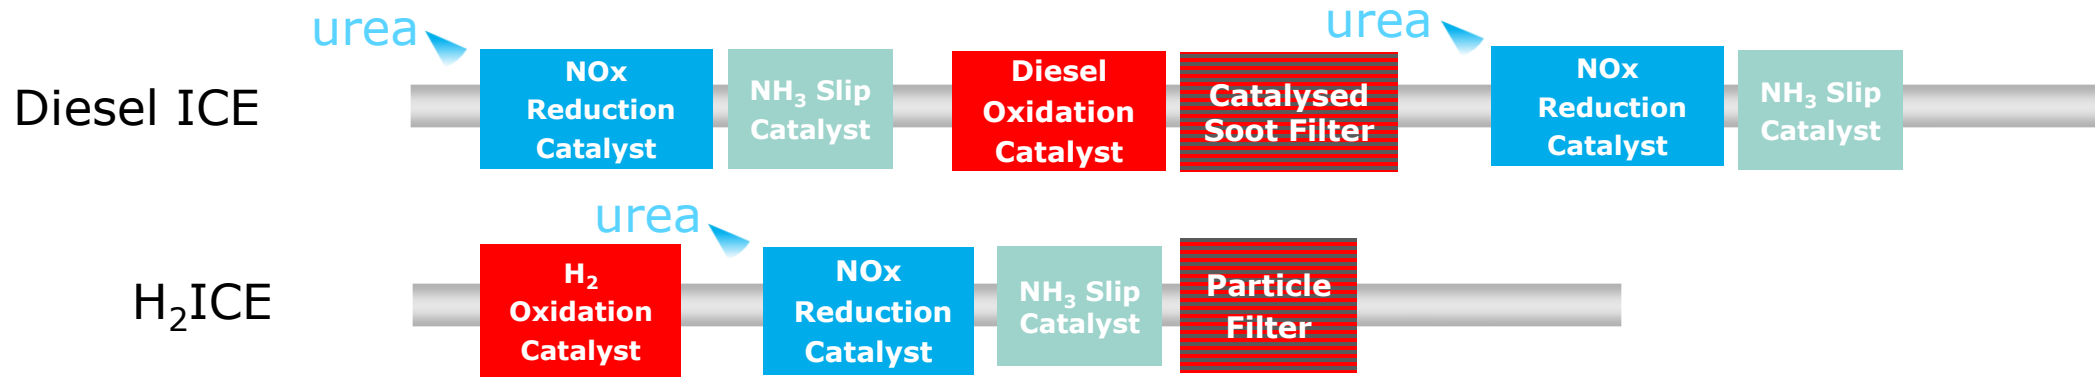 urea
urea
Diesel ICE
NOx
Reduction
Catalyst
NH₃ Slip
Catalyst
Diesel
Oxidation
Catalyst
Catalysed
Soot Filter
NOx
Reduction
Catalyst
NH₃ Slip
Catalyst
urea
H₂ICE
H₂
Oxidation
Catalyst
NOx
Reduction
Catalyst
NH₃ Slip
Catalyst
Particle
Filter